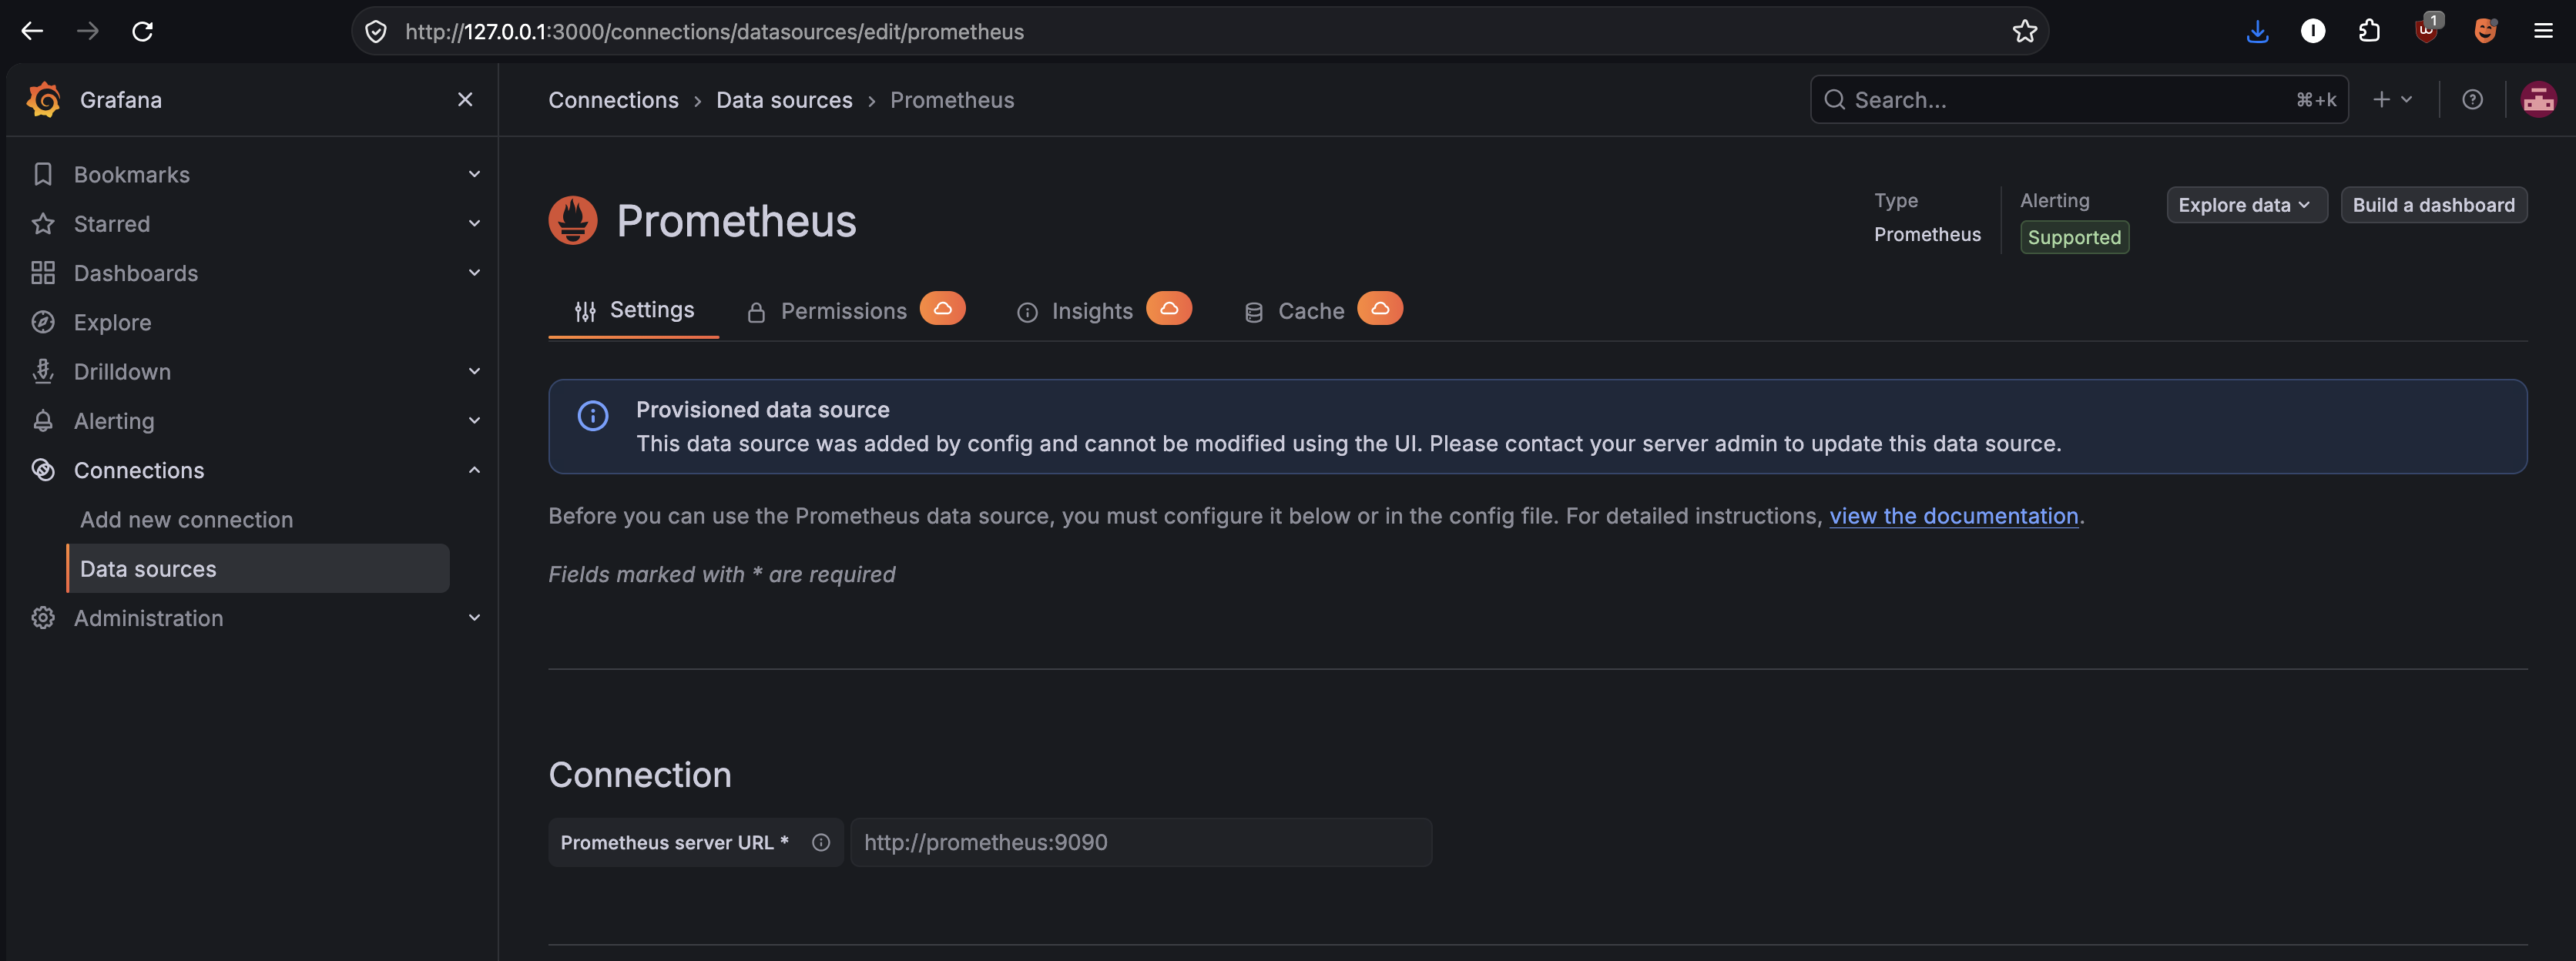 http://127.0.0.1:3000/connections/datasources/edit/prometheus
1
Grafana
Connections › Data sources › Prometheus
Search...
⌘+k
Bookmarks
Starred
Dashboards
Explore
Drilldown
Alerting
Connections
Add new connection
Data sources
Administration
Prometheus
Type
Prometheus
Alerting
Supported
Explore data
Build a dashboard
Settings
Permissions
Insights
Cache
Provisioned data source
This data source was added by config and cannot be modified using the UI. Please contact your server admin to update this data source.
Before you can use the Prometheus data source, you must configure it below or in the config file. For detailed instructions, view the documentation.
Fields marked with * are required
Connection
Prometheus server URL *
http://prometheus:9090